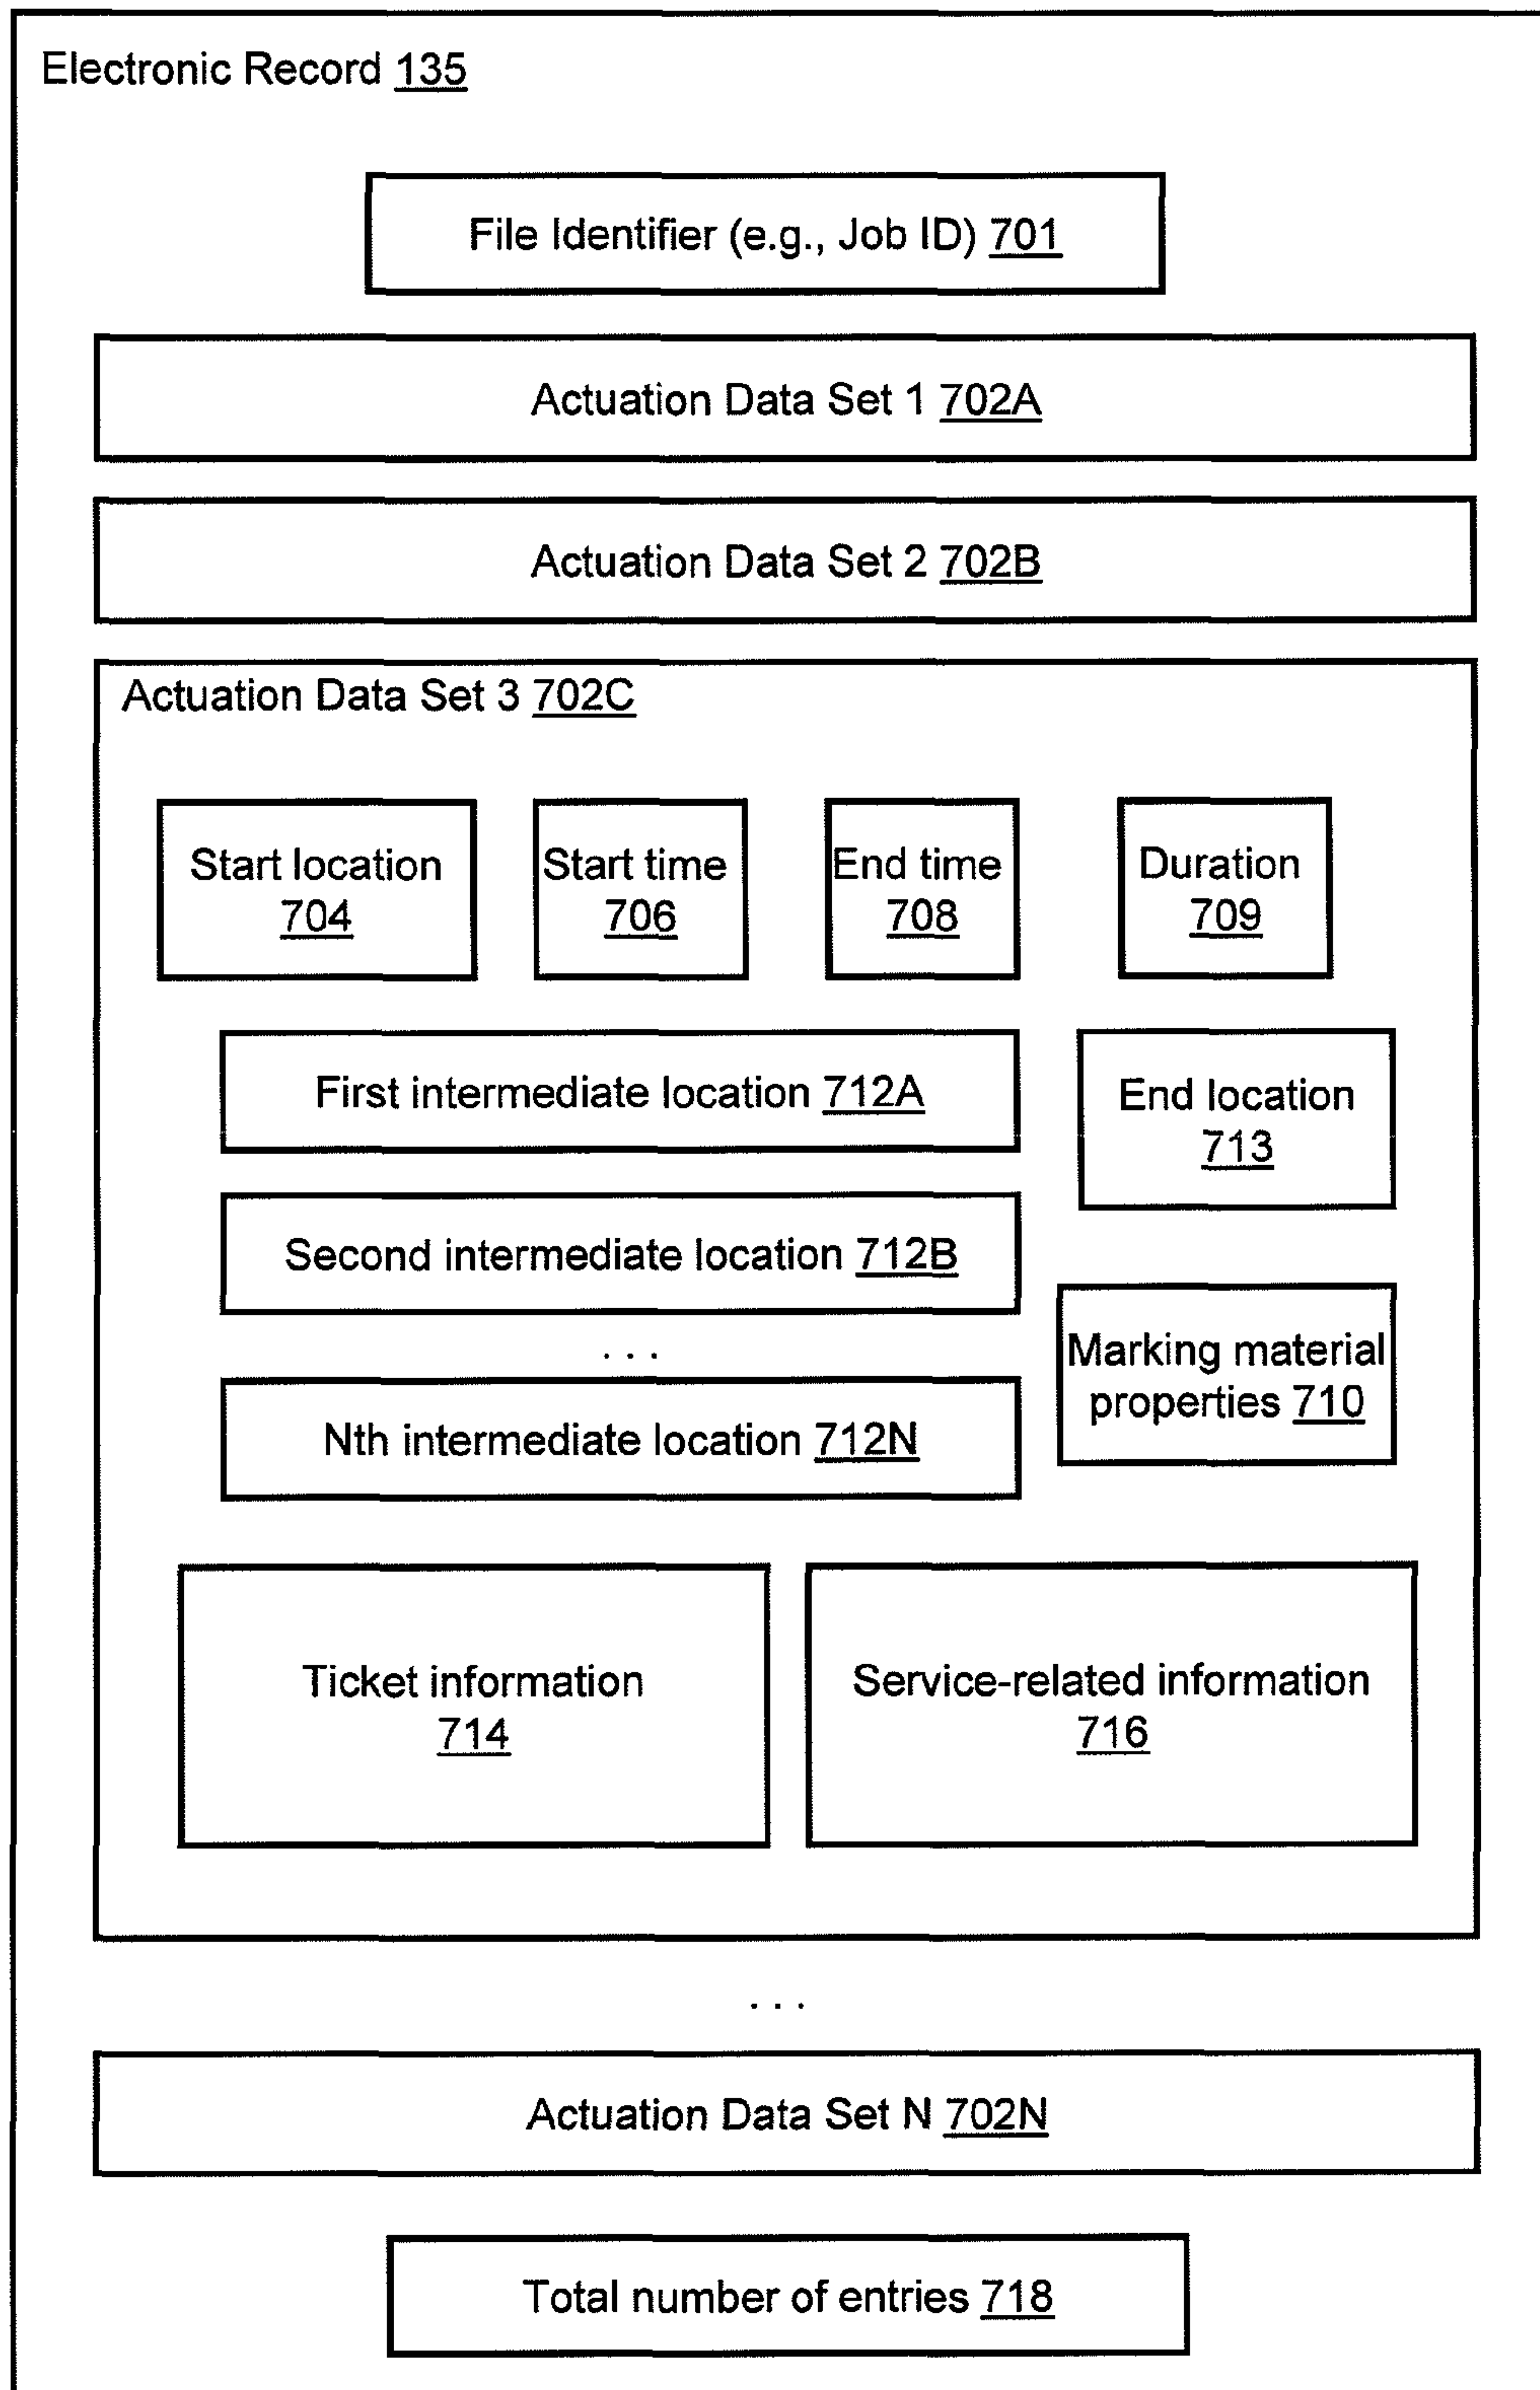 Electronic Record 135
File Identifier (e.g., Job ID) 701
Actuation Data Set 1 702A
Actuation Data Set 2 702B
Actuation Data Set 3 702C
Start location
704
Start time
706
End time
708
Duration
709
First intermediate location 712A
End location
713
Second intermediate location 712B
. . .
Marking material
properties 710
Nth intermediate location 712N
Ticket information
714
Service-related information
716
. . .
Actuation Data Set N 702N
Total number of entries 718